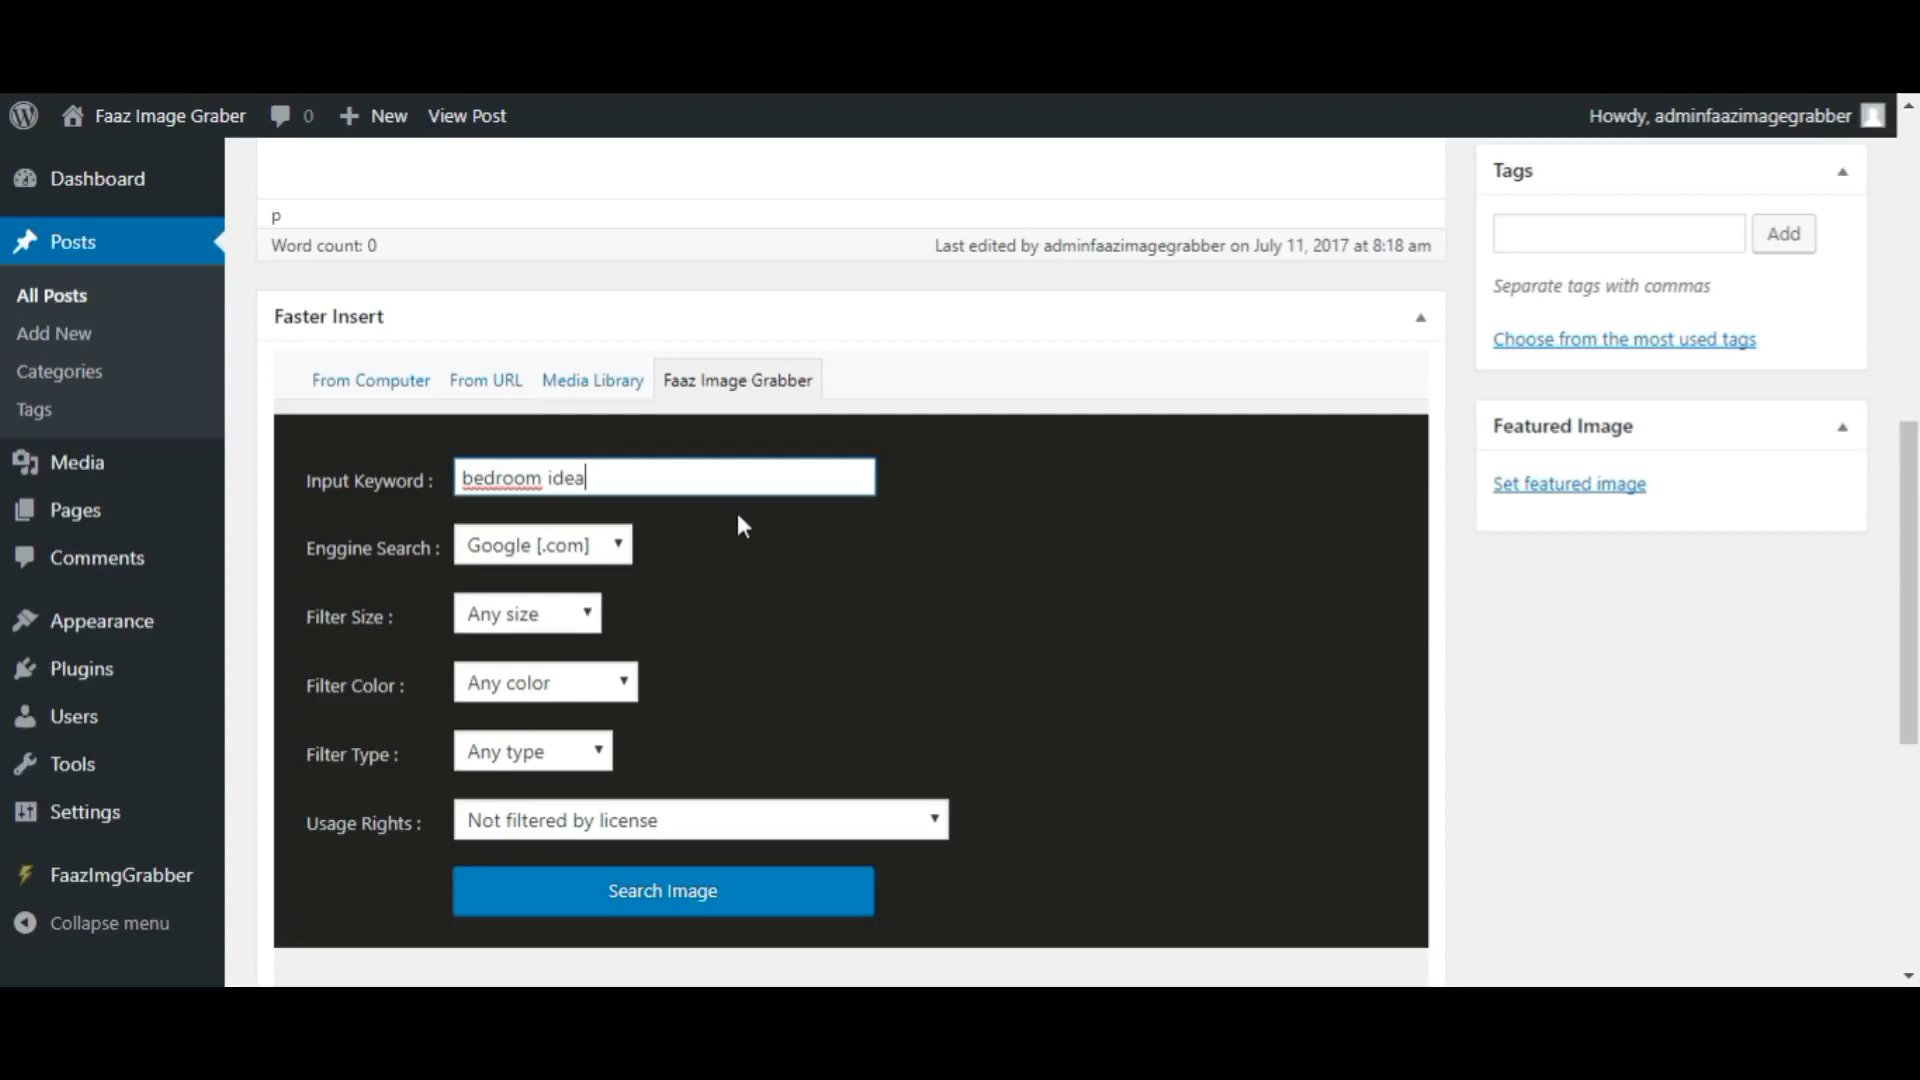 Faaz Image Graber 0 New View Post Howdy, adminfaazimagegrabber
Dashboard
Posts
All Posts
Add New
Categories
Tags
Media
Pages
Comments
Appearance
Plugins
Users
Tools
Settings
FaazImgGrabber
Collapse menu
p
Word count: 0 Last edited by adminfaazimagegrabber on July 11, 2017 at 8:18 am
Faster Insert
From Computer From URL Media Library Faaz Image Grabber
Input Keyword : bedroom idea
Enggine Search : Google [.com]
Filter Size : Any size
Filter Color : Any color
Filter Type : Any type
Usage Rights : Not filtered by license
Search Image
Tags
Add
Separate tags with commas
Choose from the most used tags
Featured Image
Set featured image